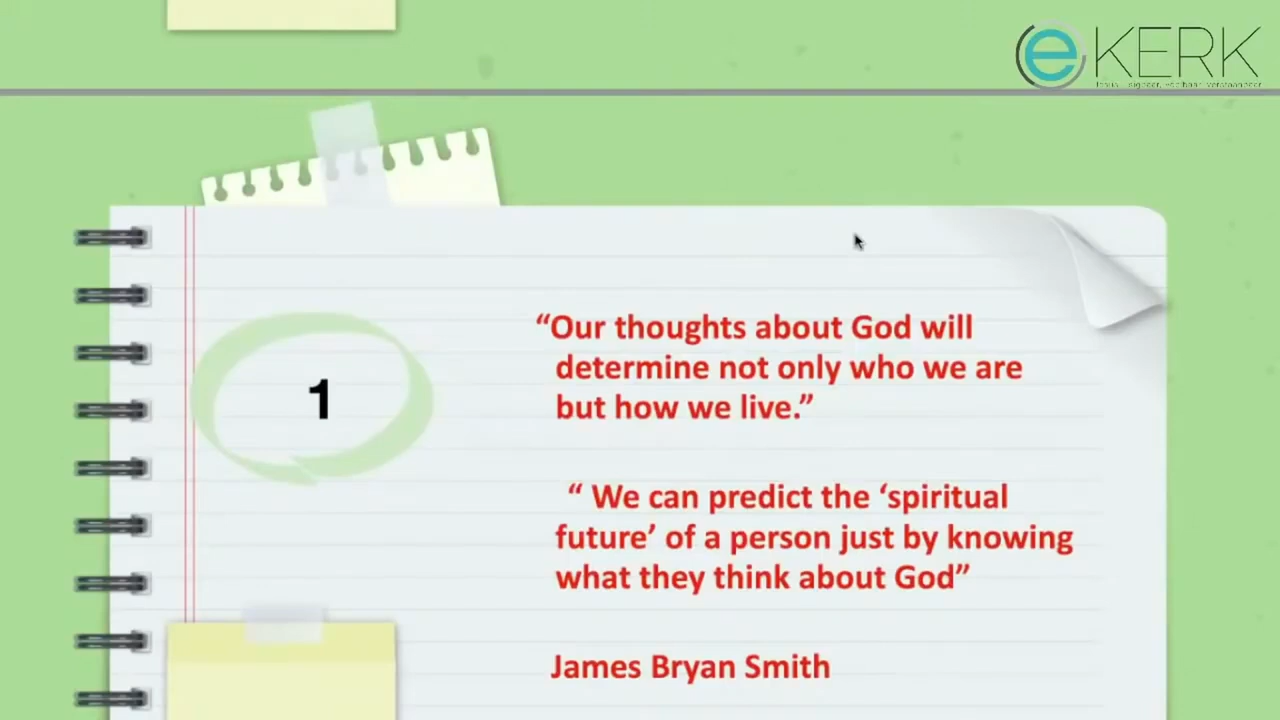 e KERK
1
“Our thoughts about God will
determine not only who we are
but how we live.”
“ We can predict the ‘spiritual
future’ of a person just by knowing
what they think about God”
James Bryan Smith